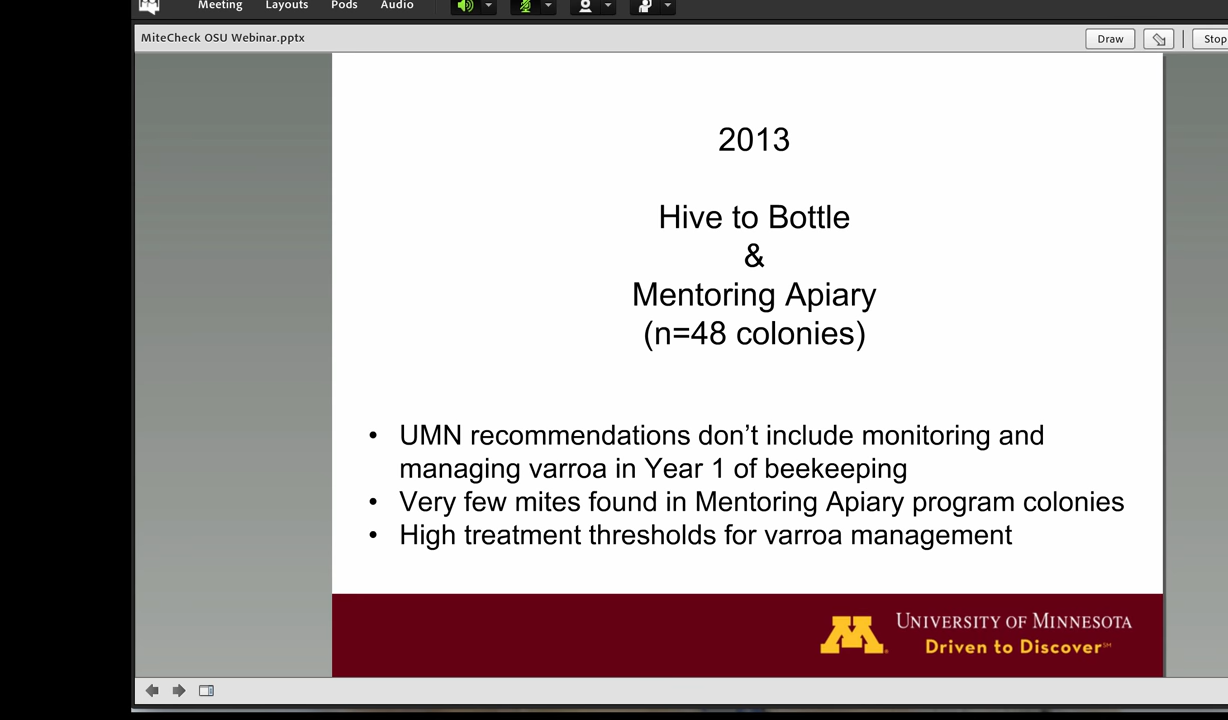 Meeting Layouts Pods Audio
MiteCheck OSU Webinar.pptx Draw Stop
2013
Hive to Bottle
&
Mentoring Apiary
(n=48 colonies)
• UMN recommendations don't include monitoring and
managing varroa in Year 1 of beekeeping
• Very few mites found in Mentoring Apiary program colonies
• High treatment thresholds for varroa management
UNIVERSITY OF MINNESOTA
Driven to Discover℠